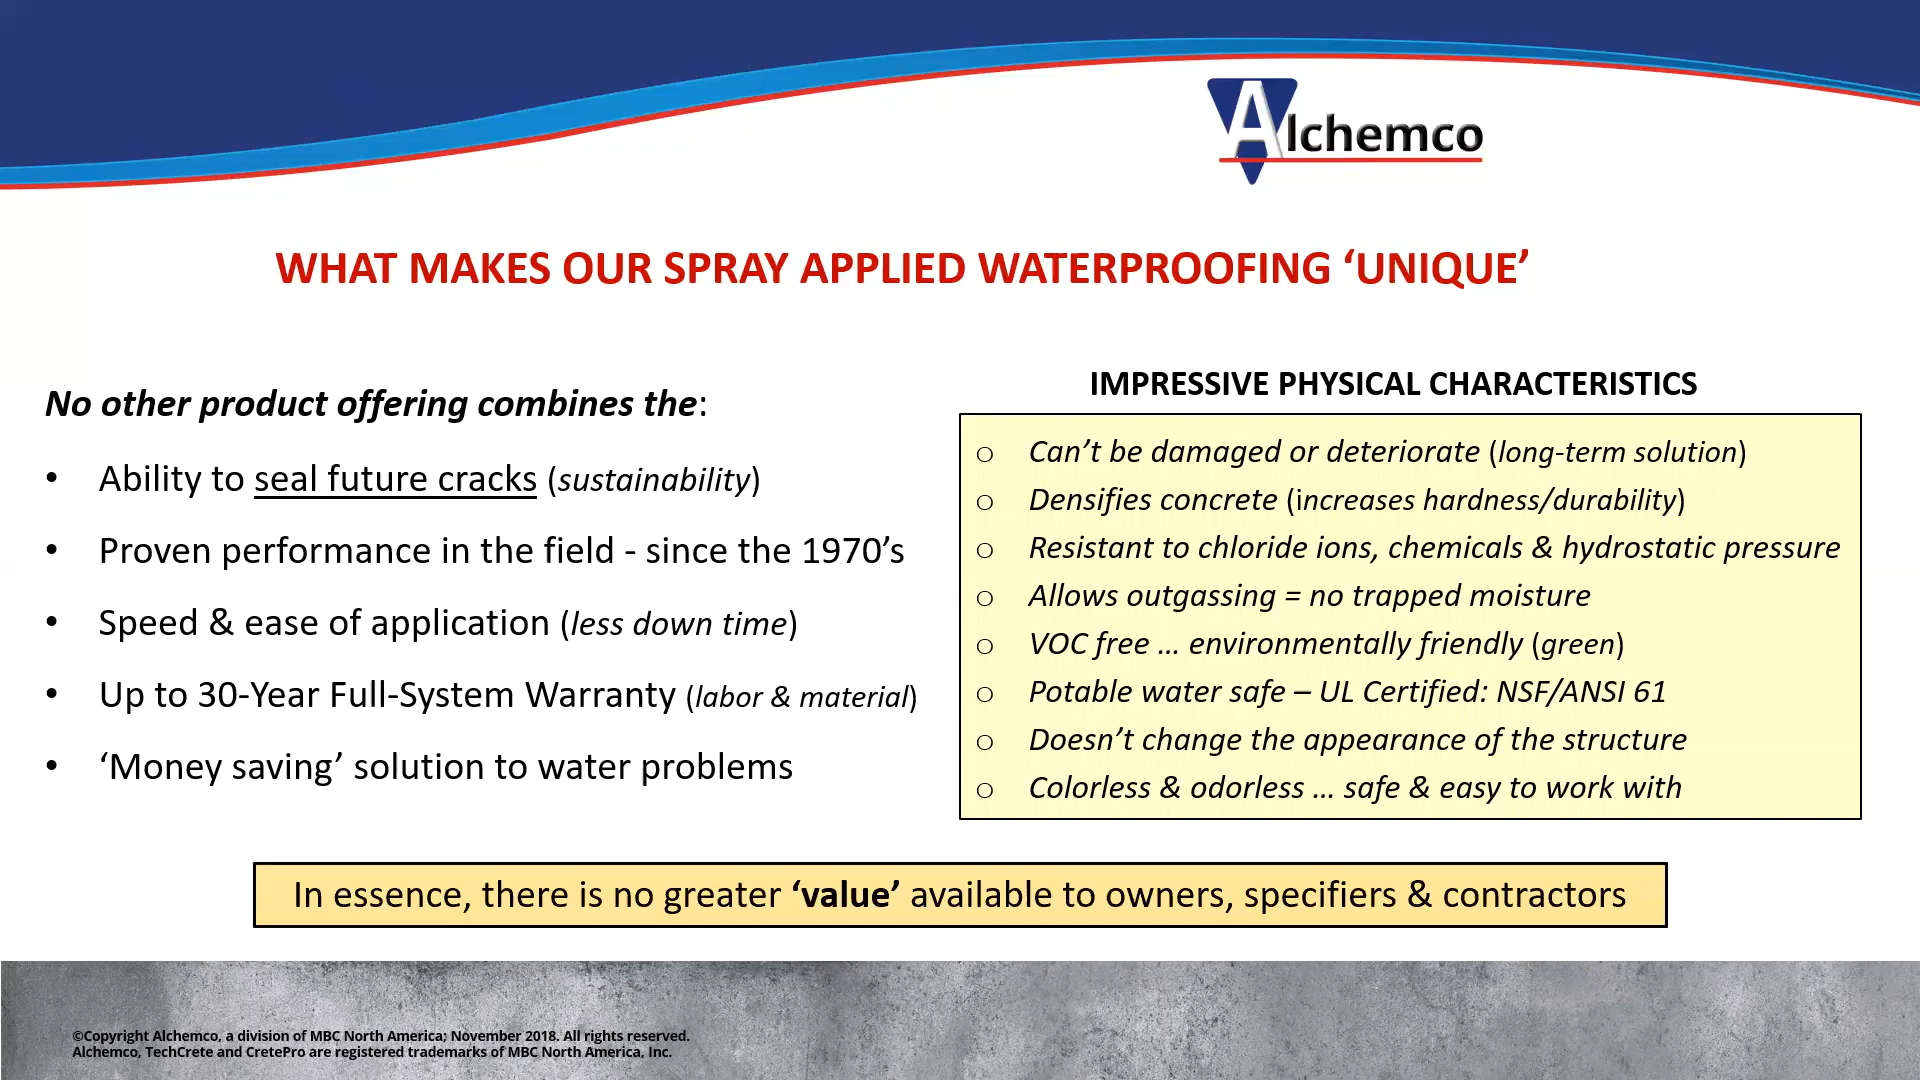 Alchemco
WHAT MAKES OUR SPRAY APPLIED WATERPROOFING ‘UNIQUE’
No other product offering combines the:
• Ability to seal future cracks (sustainability)
• Proven performance in the field - since the 1970’s
• Speed & ease of application (less down time)
• Up to 30-Year Full-System Warranty (labor & material)
• ‘Money saving’ solution to water problems
IMPRESSIVE PHYSICAL CHARACTERISTICS
o Can’t be damaged or deteriorate (long-term solution)
o Densifies concrete (increases hardness/durability)
o Resistant to chloride ions, chemicals & hydrostatic pressure
o Allows outgassing = no trapped moisture
o VOC free … environmentally friendly (green)
o Potable water safe – UL Certified: NSF/ANSI 61
o Doesn’t change the appearance of the structure
o Colorless & odorless … safe & easy to work with
In essence, there is no greater ‘value’ available to owners, specifiers & contractors
©Copyright Alchemco, a division of MBC North America; November 2018. All rights reserved.
Alchemco, TechCrete and CretePro are registered trademarks of MBC North America, Inc.